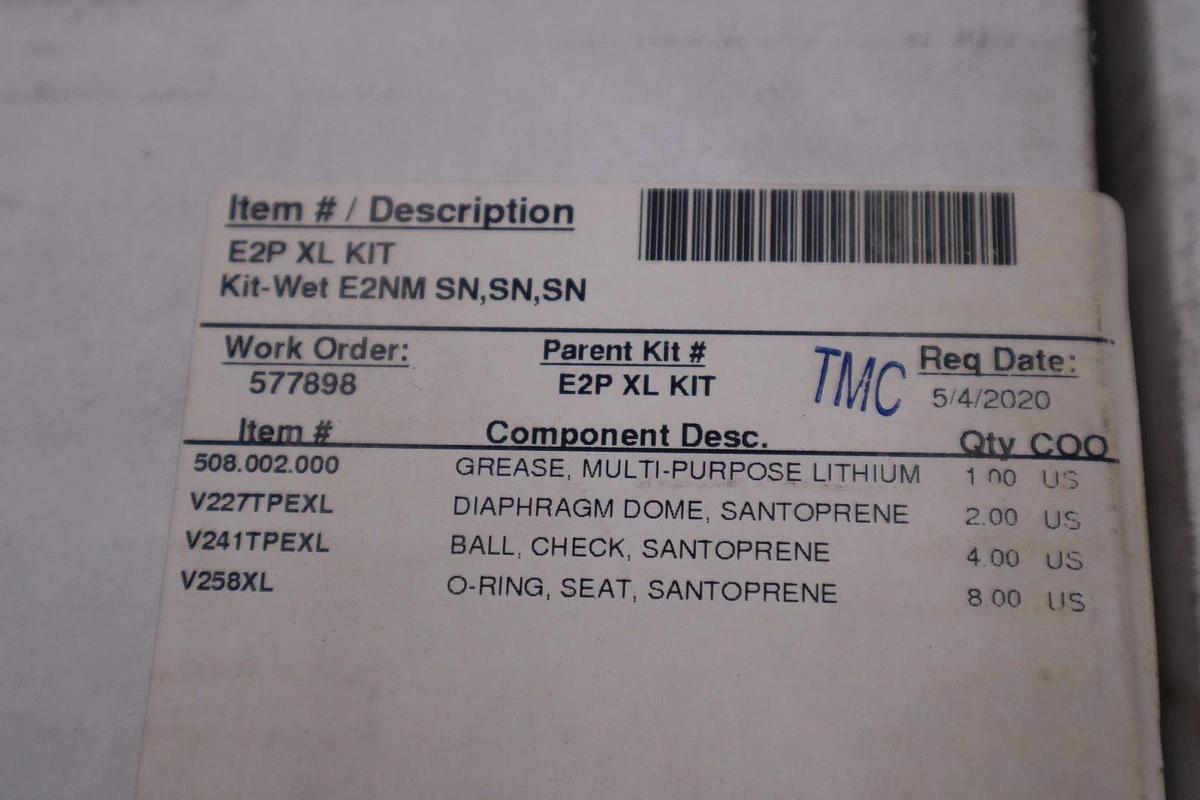 Item # / Description
E2P XL KIT
Kit-Wet E2NM SN,SN,SN
Work Order: Parent Kit # TMC Req Date:
577898 E2P XL KIT 5/4/2020
Item # Component Desc. Qty COO
508.002.000 GREASE, MULTI-PURPOSE LITHIUM 1.00 US
V227TPEXL DIAPHRAGM DOME, SANTOPRENE 2.00 US
V241TPEXL BALL, CHECK, SANTOPRENE 4.00 US
V258XL O-RING, SEAT, SANTOPRENE 8.00 US